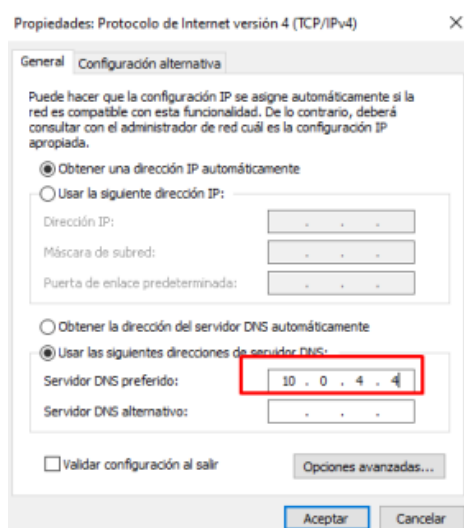 Propiedades: Protocolo de Internet versión 4 (TCP/IPv4)
General
Configuración alternativa
Puede hacer que la configuración IP se asigne automáticamente si la
red es compatible con esta funcionalidad. De lo contrario, deberá
consultar con el administrador de red cuál es la configuración IP
apropiada.
Obtener una dirección IP automáticamente
Usar la siguiente dirección IP:
Dirección IP:
Máscara de subred:
Puerta de enlace predeterminada:
Obtener la dirección del servidor DNS automáticamente
Usar las siguientes direcciones de servidor DNS:
Servidor DNS preferido: 10 . 0 . 4 . 4
Servidor DNS alternativo:
Validar configuración al salir
Opciones avanzadas...
Aceptar
Cancelar